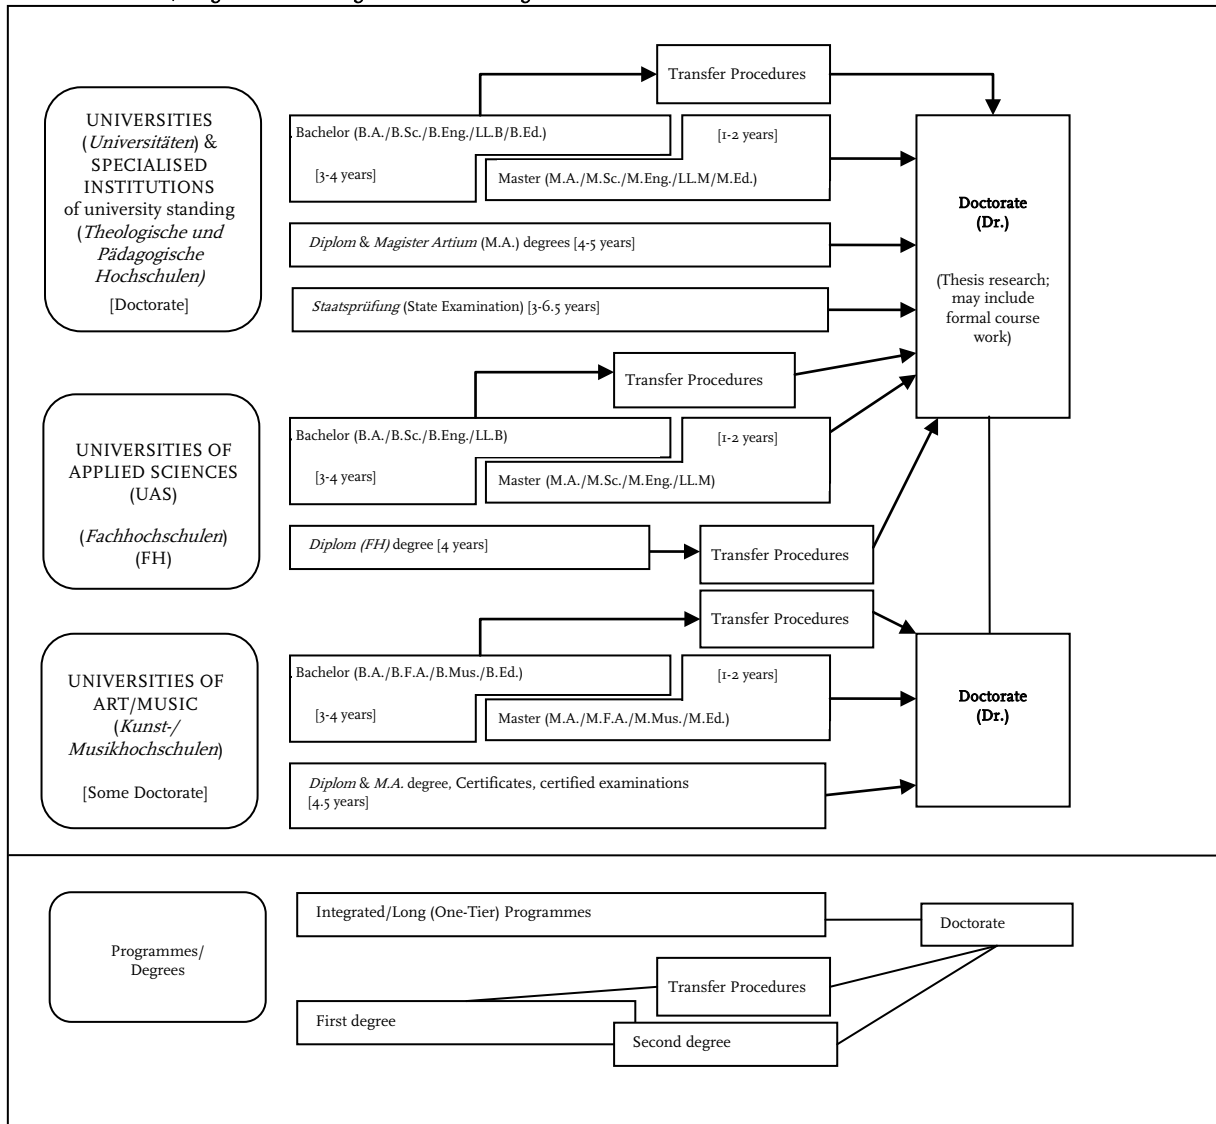 Transfer Procedures
UNIVERSITIES
(Universitäten) &
SPECIALISED
INSTITUTIONS
of university standing
(Theologische und
Pädagogische
Hochschulen)
[Doctorate]
Bachelor (B.A./B.Sc./B.Eng./LL.B/B.Ed.)
[3-4 years]
[1-2 years]
Master (M.A./M.Sc./M.Eng./LL.M/M.Ed.)
Diplom & Magister Artium (M.A.) degrees [4-5 years]
Staatsprüfung (State Examination) [3-6.5 years]
Doctorate
(Dr.)
(Thesis research;
may include
formal course
work)
Transfer Procedures
UNIVERSITIES OF
APPLIED SCIENCES
(UAS)
(Fachhochschulen)
(FH)
Bachelor (B.A./B.Sc./B.Eng./LL.B)
[3-4 years]
[1-2 years]
Master (M.A./M.Sc./M.Eng./LL.M)
Diplom (FH) degree [4 years]
Transfer Procedures
Transfer Procedures
UNIVERSITIES OF
ART/MUSIC
(Kunst-/
Musikhochschulen)
[Some Doctorate]
Bachelor (B.A./B.F.A./B.Mus./B.Ed.)
[3-4 years]
[1-2 years]
Master (M.A./M.F.A./M.Mus./M.Ed.)
Diplom & M.A. degree, Certificates, certified examinations
[4.5 years]
Doctorate
(Dr.)
Programmes/
Degrees
Integrated/Long (One-Tier) Programmes
Doctorate
Transfer Procedures
First degree
Second degree